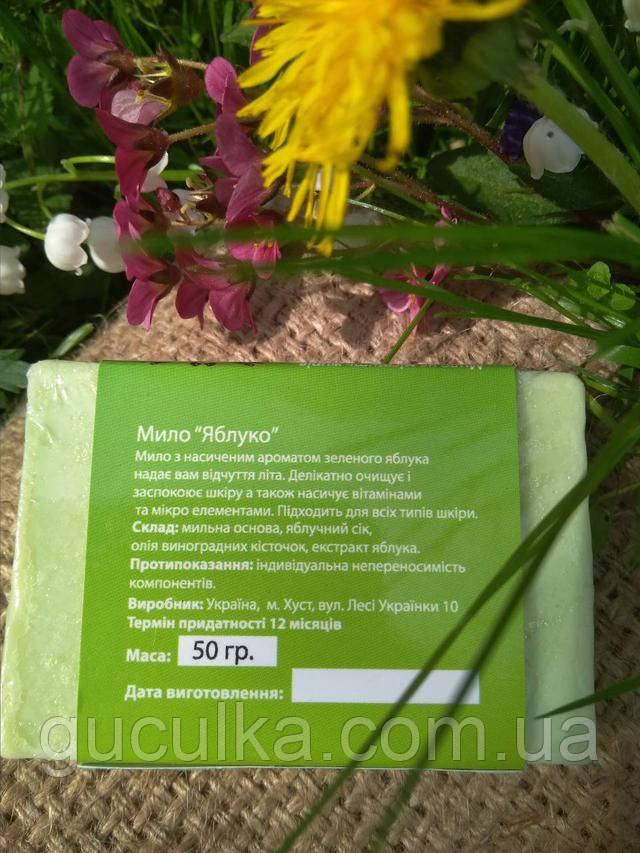 Мило "Яблуко"
Мило з насиченим ароматом зеленого яблука
надає вам відчуття літа. Делікатно очищує і
заспокоює шкіру а також насичує вітамінами
та мікро елементами. Підходить для всіх типів шкіри.
Склад: мильна основа, яблучний сік,
олія виноградних кісточок, екстракт яблука.
Протипоказання: індивідуальна непереносимість
компонентів.
Виробник: Україна, м. Хуст, вул. Лесі Українки 10
Термін придатності 12 місяців
Маса: 50 гр.
Дата виготовлення:
guculka.com.ua